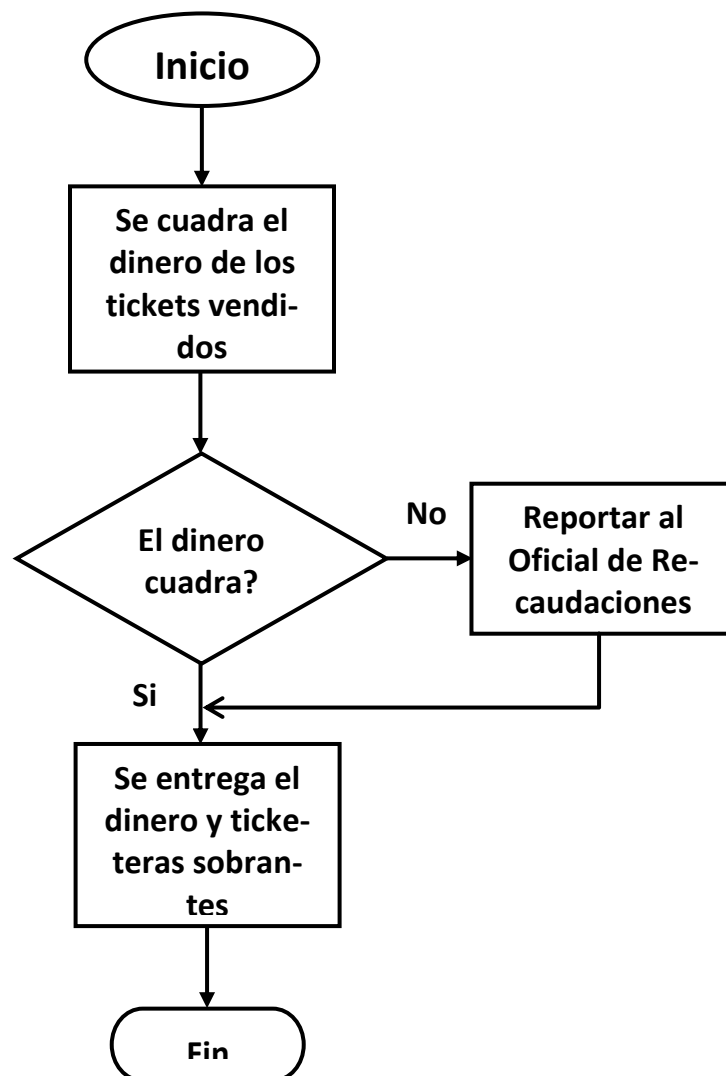 Inicio
Se cuadra el
dinero de los
tickets vendi-
dos
El dinero
cuadra?
No
Reportar al
Oficial de Re-
caudaciones
Si
Se entrega el
dinero y ticke-
teras sobran-
tes
Fin